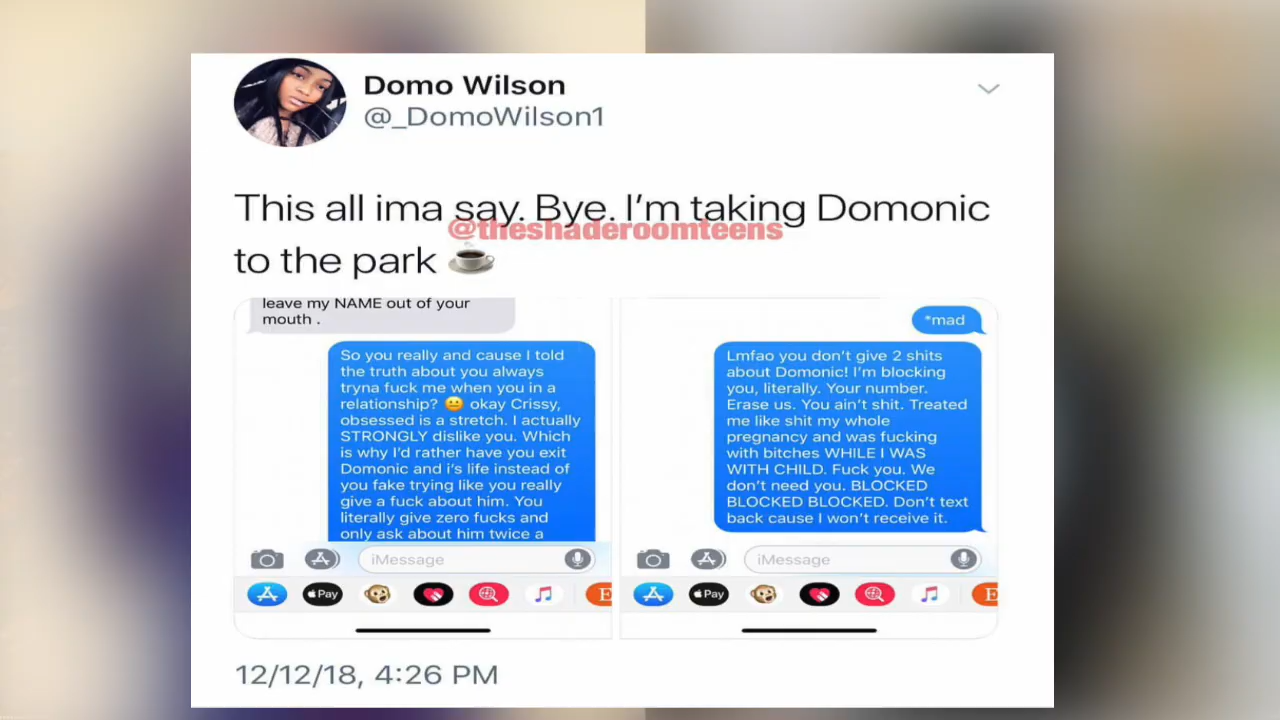 Domo Wilson
@_DomoWilson1
This all ima say. Bye. I'm taking Domonic
@theshaderoomteens
to the park ☕
leave my NAME out of your
mouth .
So you really and cause I told
the truth about you always
tryna fuck me when you in a
relationship? 😐 okay Crissy,
obsessed is a stretch. I actually
STRONGLY dislike you. Which
is why I'd rather have you exit
Domonic and i's life instead of
you fake trying like you really
give a fuck about him. You
literally give zero fucks and
only ask about him twice a
iMessage
Pay
E
*mad
Lmfao you don't give 2 shits
about Domonic! I'm blocking
you, literally. Your number.
Erase us. You ain't shit. Treated
me like shit my whole
pregnancy and was fucking
with bitches WHILE I WAS
WITH CHILD. Fuck you. We
don't need you. BLOCKED
BLOCKED BLOCKED. Don't text
back cause I won't receive it.
iMessage
Pay
E
12/12/18, 4:26 PM